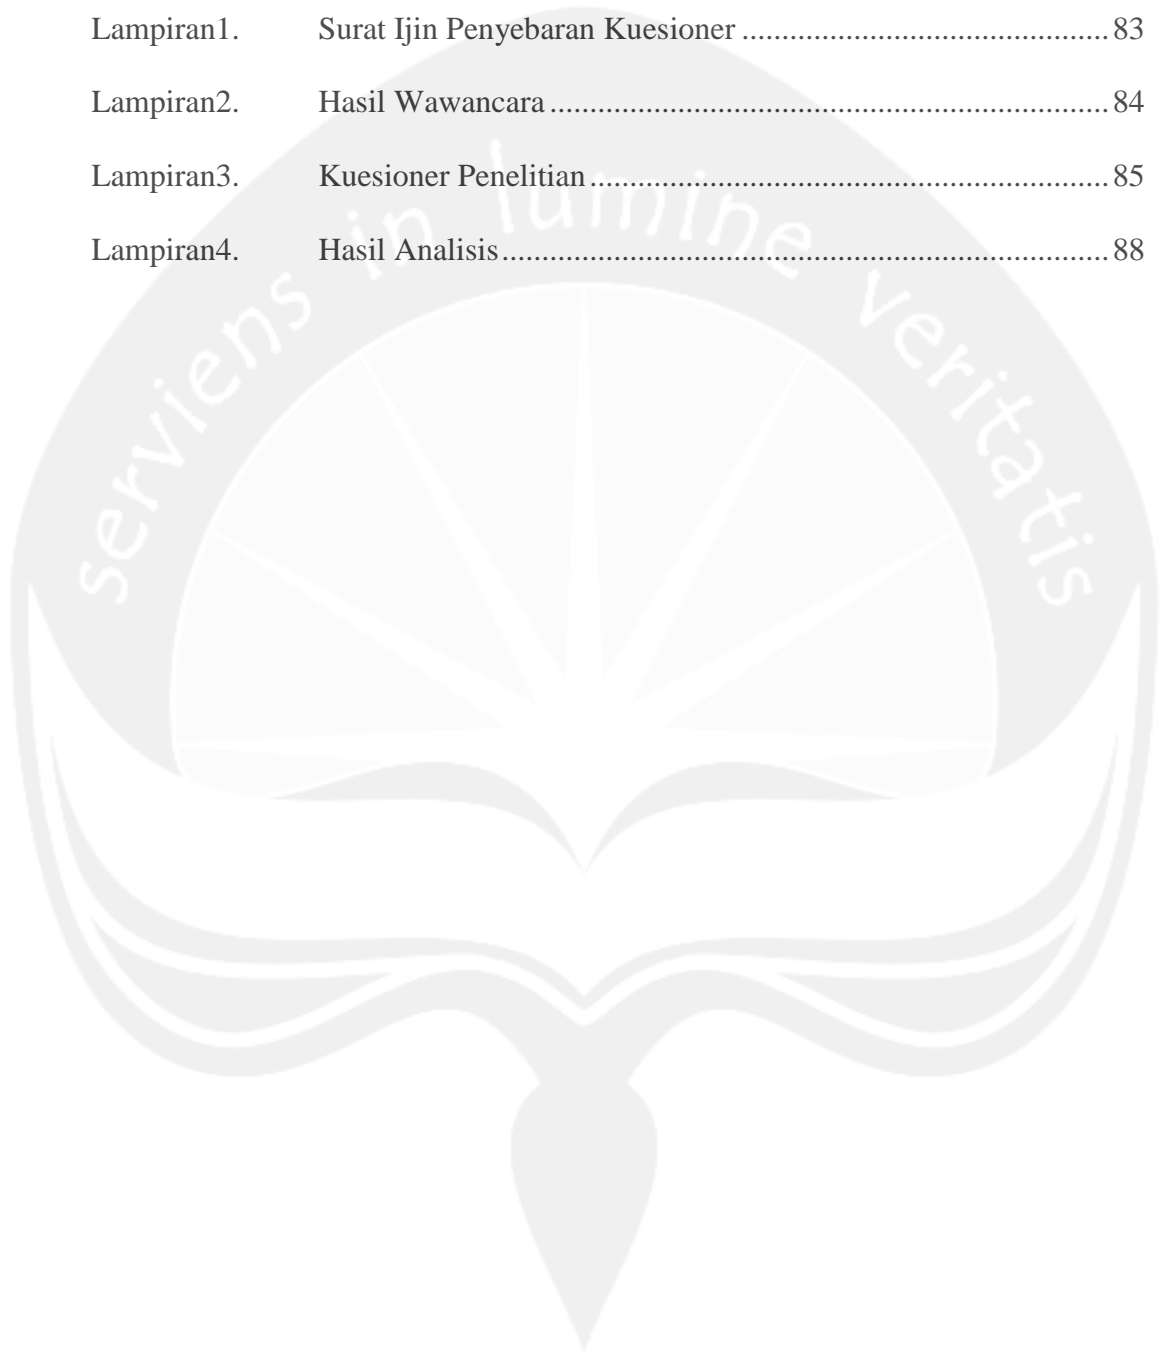 Lampiran1. Surat Ijin Penyebaran Kuesioner .............................................. 83
Lampiran2. Hasil Wawancara ...................................................................... 84
Lampiran3. Kuesioner Penelitian ................................................................. 85
Lampiran4. Hasil Analisis ............................................................................ 88
serviens in lumine veritatis